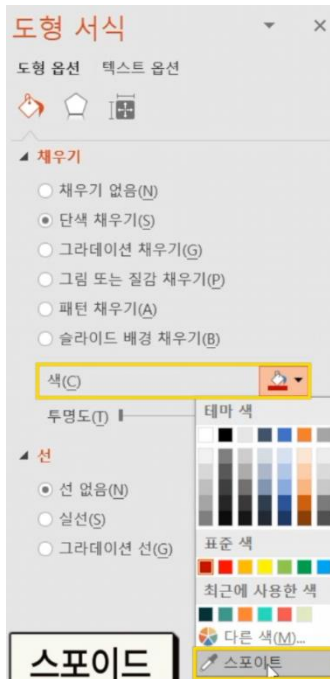 도형 서식
도형 옵션 텍스트 옵션
채우기
채우기 없음(N)
단색 채우기(S)
그라데이션 채우기(G)
그림 또는 질감 채우기(P)
패턴 채우기(A)
슬라이드 배경 채우기(B)
색(C)
투명도(T)
테마 색
선
선 없음(N)
실선(S)
그라데이션 선(G)
표준 색
최근에 사용한 색
다른 색(M)...
스포이트
스포이드